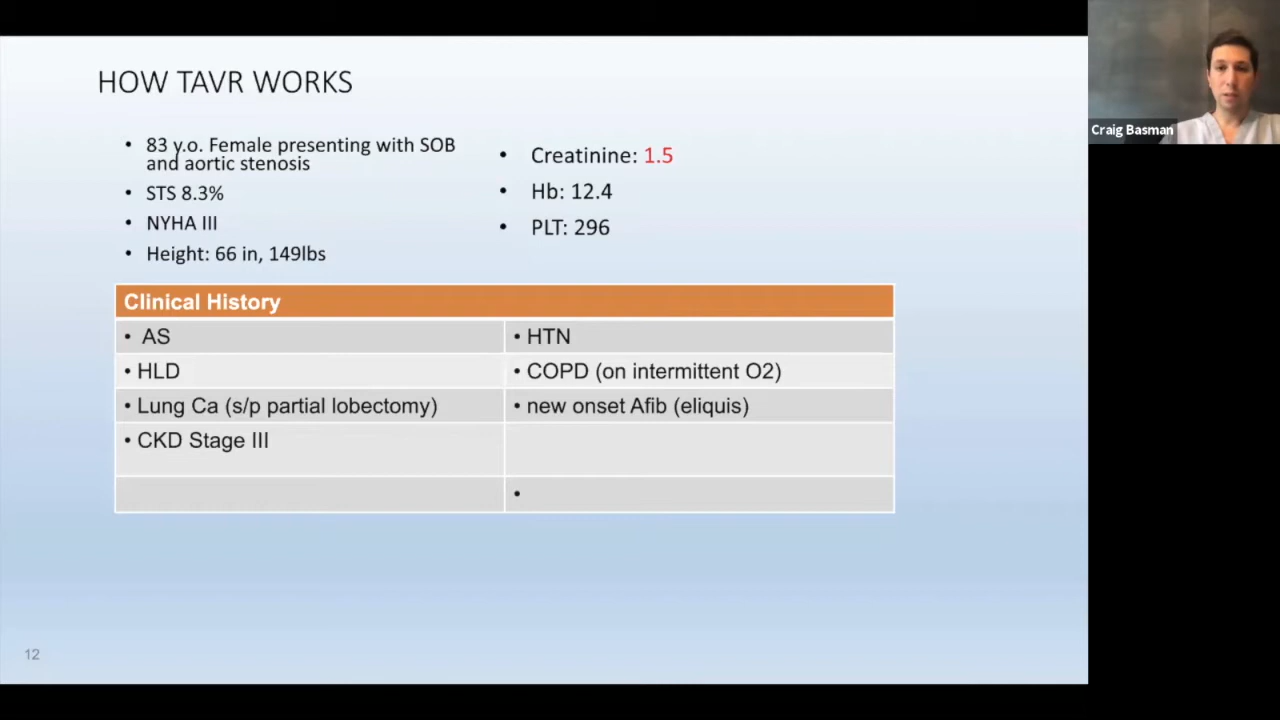 HOW TAVR WORKS
• 83 y.o. Female presenting with SOB
and aortic stenosis
• STS 8.3%
• NYHA III
• Height: 66 in, 149lbs
• Creatinine: 1.5
• Hb: 12.4
• PLT: 296
Clinical History
• AS
• HTN
• HLD
• COPD (on intermittent O2)
• Lung Ca (s/p partial lobectomy)
• new onset Afib (eliquis)
• CKD Stage III
•
12
Craig Basman